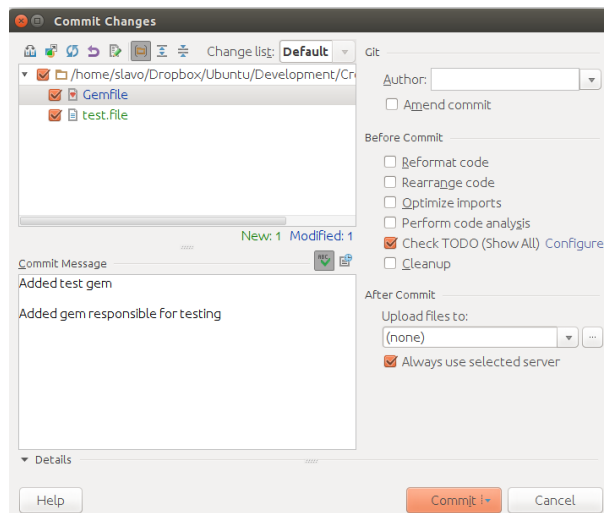 Commit Changes
Change list: Default
/home/slavo/Dropbox/Ubuntu/Development/Cr
Gemfile
test.file
New: 1 Modified: 1
Commit Message
Added test gem
Added gem responsible for testing
Details
Git
Author:
Amend commit
Before Commit
Reformat code
Rearrange code
Optimize imports
Perform code analysis
Check TODO (Show All) Configure
Cleanup
After Commit
Upload files to:
(none)
...
Always use selected server
Help
Commit
Cancel